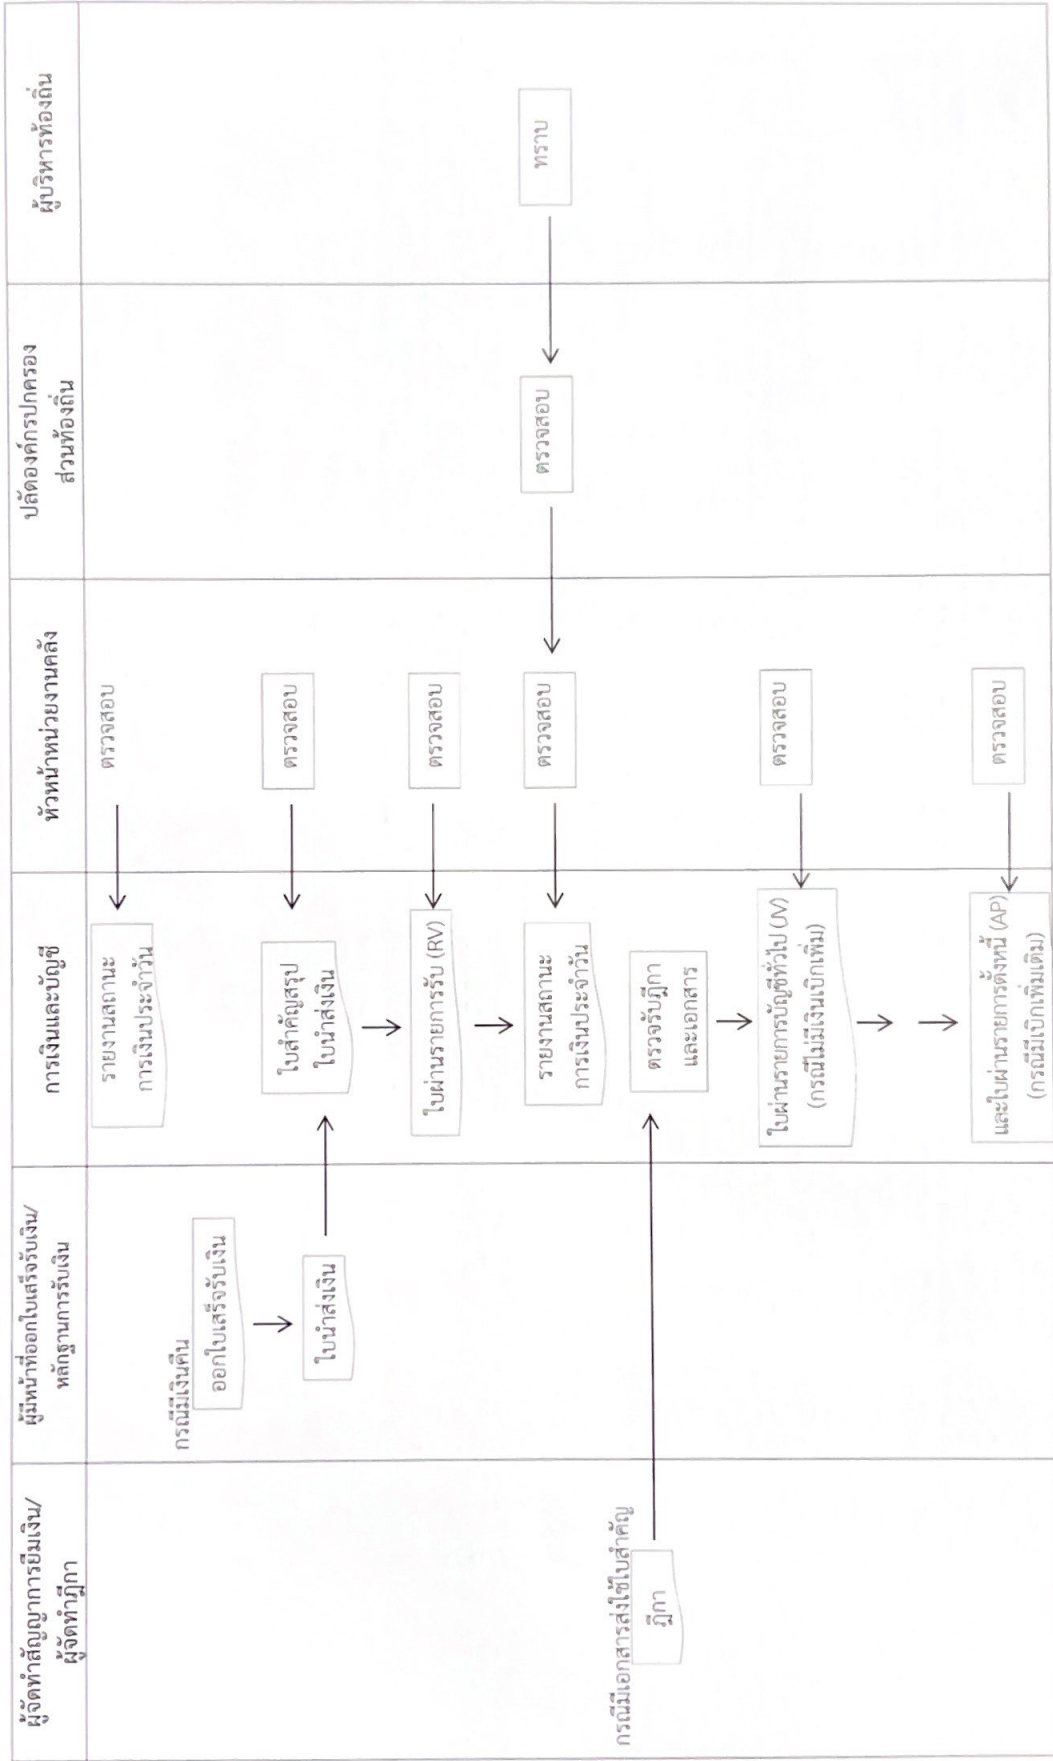 ผู้จัดทำสัญญาการยืมเงิน/
ผู้จัดทำฎีกา
ผู้มีหน้าที่ออกใบเสร็จรับเงิน/
หลักฐานการรับเงิน
การเงินและบัญชี
หัวหน้าหน่วยงานคลัง
ปลัดองค์กรปกครอง
ส่วนท้องถิ่น
ผู้บริหารท้องถิ่น
รายงานสถานะ
การเงินประจำวัน
ตรวจสอบ
กรณีมีเงินคืน
ออกใบเสร็จรับเงิน
ใบนำส่งเงิน
ใบสำคัญสรุป
ใบนำส่งเงิน
ตรวจสอบ
ใบผ่านรายการรับ (RV)
ตรวจสอบ
รายงานสถานะ
การเงินประจำวัน
ตรวจสอบ
ตรวจสอบ
ทราบ
กรณีมีเอกสารส่งใช้ใบสำคัญ
ฎีกา
ตรวจรับฎีกา
และเอกสาร
ใบผ่านรายการบัญชีทั่วไป (JV)
(กรณีไม่มีเงินเบิกเพิ่ม)
ตรวจสอบ
และใบผ่านรายการตั้งหนี้ (AP)
(กรณีมีเบิกเพิ่มเติม)
ตรวจสอบ